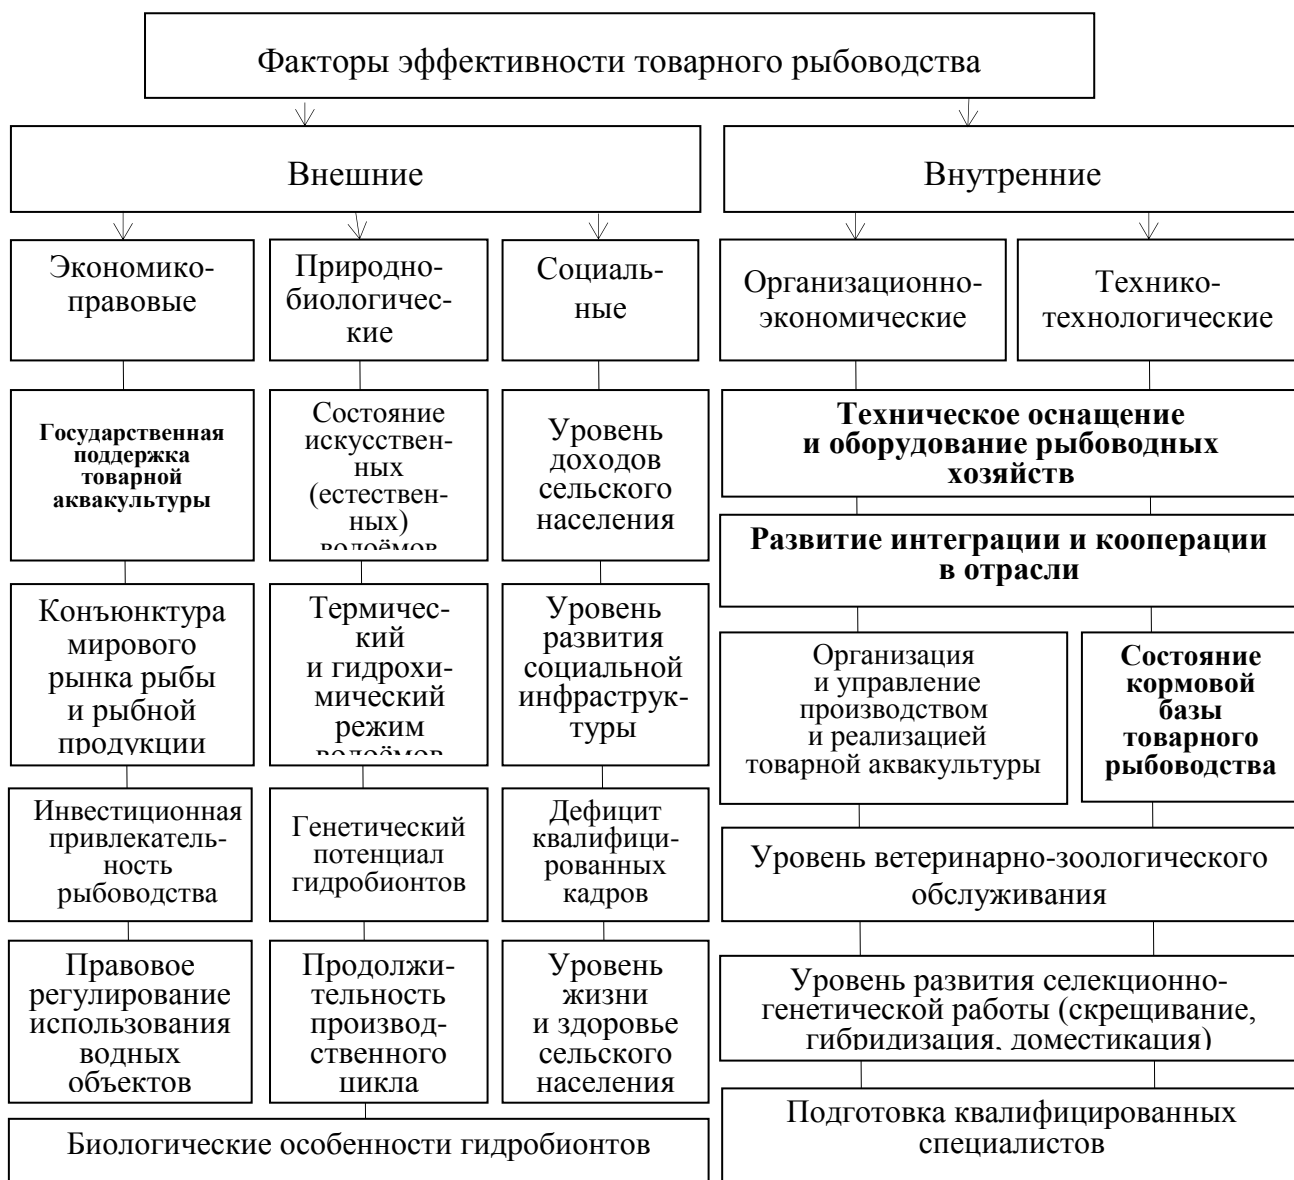 Факторы эффективности товарного рыбоводства
Внешние
Внутренние
Экономико-
правовые
Природно-
биологичес-
кие
Социаль-
ные
Организационно-
экономические
Технико-
технологические
Государственная
поддержка
товарной
аквакультуры
Состояние
искусствен-
ных
(естествен-
ных)
водоёмов
Уровень
доходов
сельского
населения
Техническое оснащение
и оборудование рыбоводных
хозяйств
Развитие интеграции и кооперации
в отрасли
Конъюнктура
мирового
рынка рыбы
и рыбной
продукции
Термичес-
кий
и гидрохи-
мический
режим
водоёмов
Уровень
развития
социальной
инфраструк-
туры
Организация
и управление
производством
и реализацией
товарной аквакультуры
Состояние
кормовой
базы
товарного
рыбоводства
Инвестиционная
привлекатель-
ность
рыбоводства
Генетический
потенциал
гидробионтов
Дефицит
квалифици-
рованных
кадров
Уровень ветеринарно-зоологического
обслуживания
Правовое
регулирование
использования
водных
объектов
Продолжи-
тельность
производ-
ственного
цикла
Уровень
жизни
и здоровье
сельского
населения
Уровень развития селекционно-
генетической работы (скрещивание,
гибридизация, доместикация)
Биологические особенности гидробионтов
Подготовка квалифицированных
специалистов